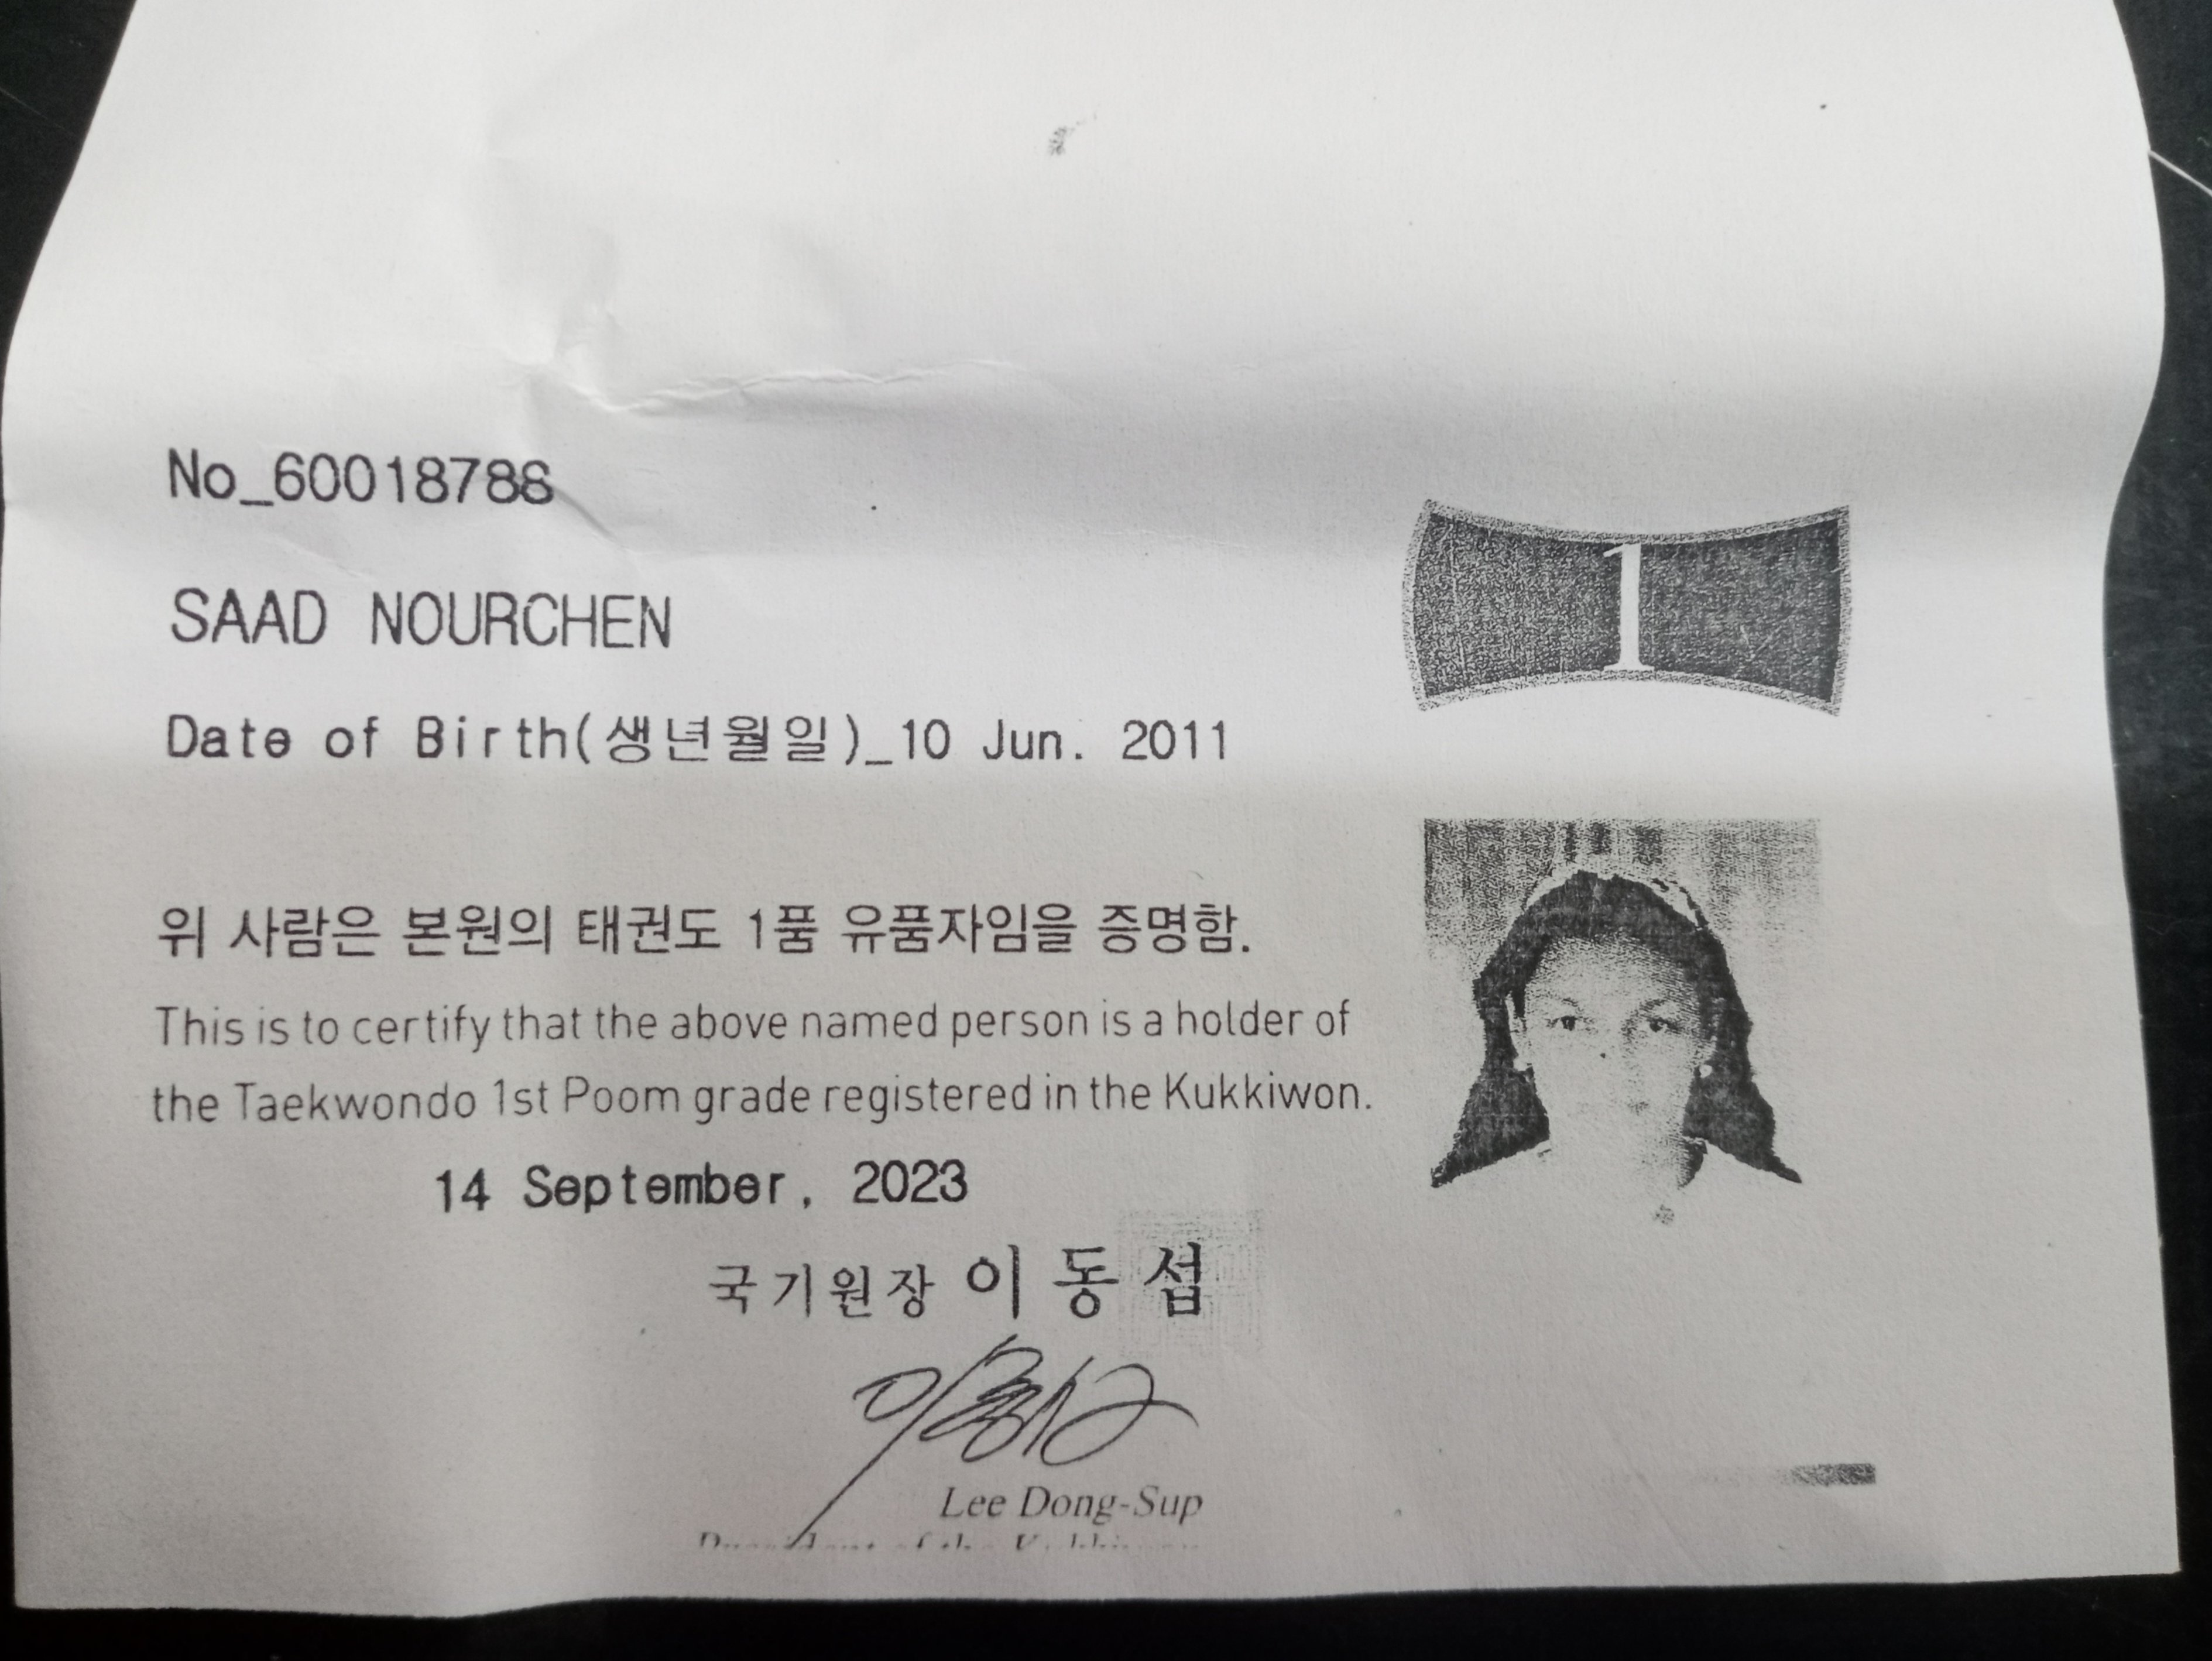 No_60018786
SAAD NOURCHEN
Date of Birth(생년월일)_10 Jun. 2011
1
위 사람은 본원의 태권도 1품 유품자임을 증명함.
This is to certify that the above named person is a holder of
the Taekwondo 1st Poom grade registered in the Kukkiwon.
14 September, 2023
국기원장 이동섭
Lee Dong-Sup